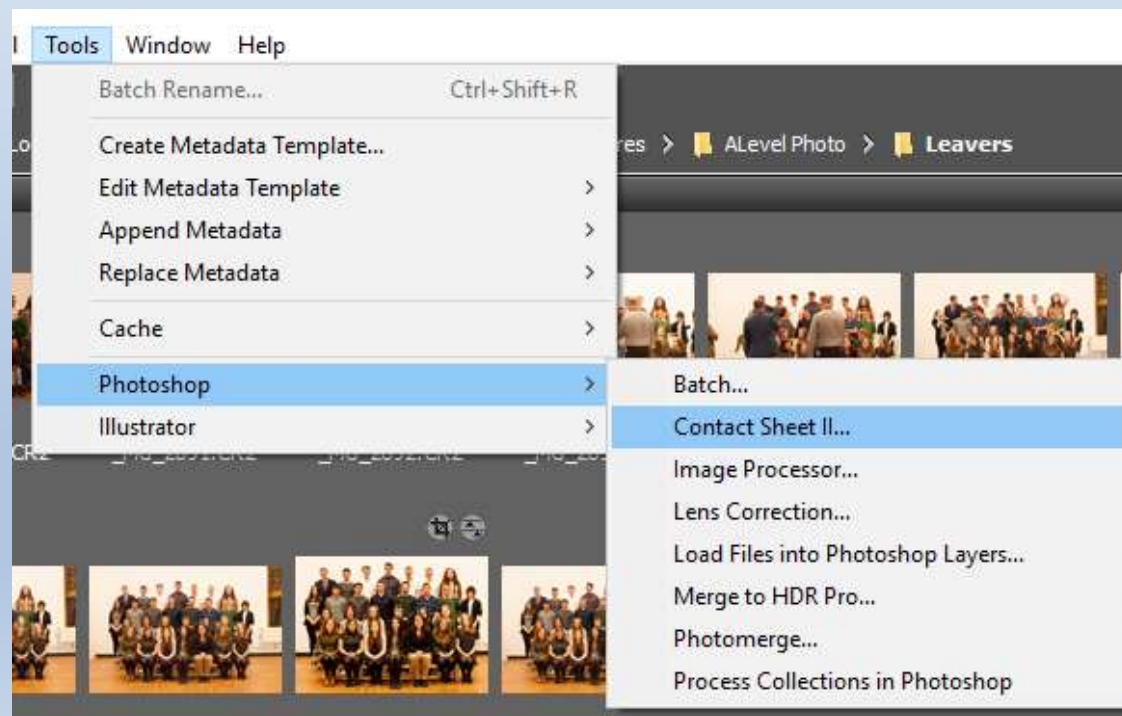 Tools Window Help
Batch Rename... Ctrl+Shift+R
Create Metadata Template...
ALevel Photo > Leavers
Edit Metadata Template >
Append Metadata >
Replace Metadata >
Cache >
Photoshop >
Batch...
Illustrator >
Contact Sheet II...
Image Processor...
Lens Correction...
Load Files into Photoshop Layers...
Merge to HDR Pro...
Photomerge...
Process Collections in Photoshop